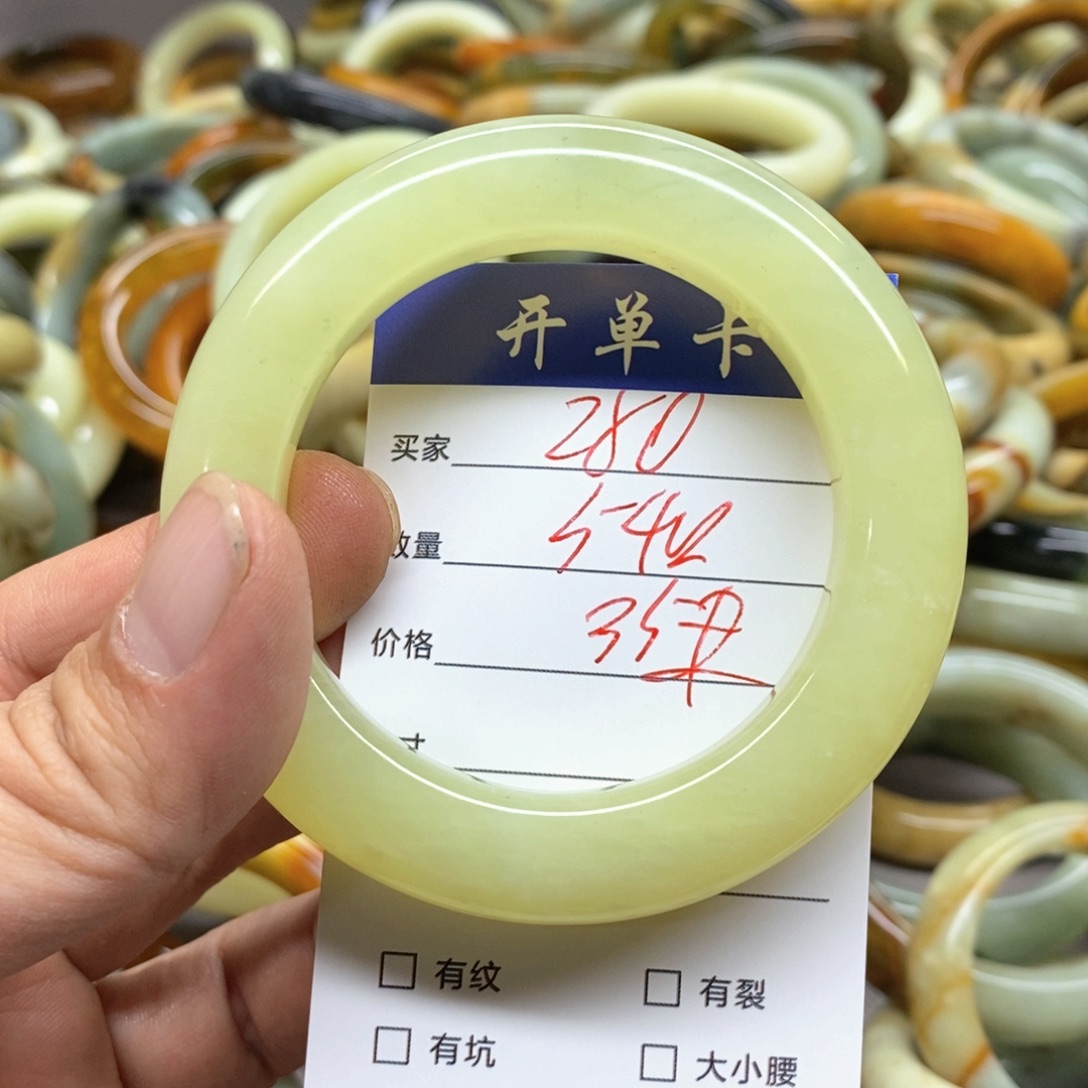 开单卡
买家 280
数量 54
价格 35
寸
有纹 有裂
有坑 大小腰